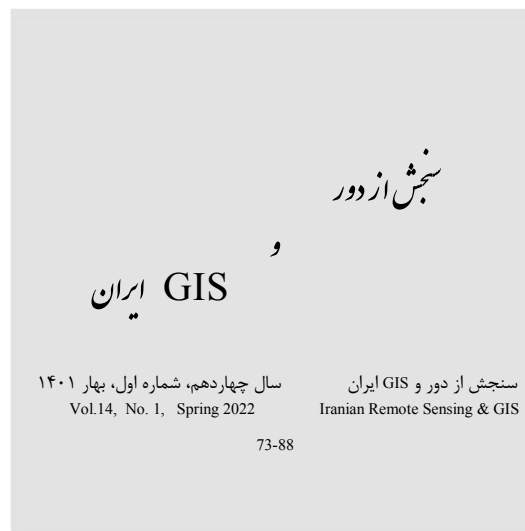 سنجش از دور
و
GIS ایران
سنجش از دور و GIS ایران
سال چهاردهم، شماره اول، بهار ۱۴۰۱
Iranian Remote Sensing & GIS
Vol.14, No. 1, Spring 2022
73-88